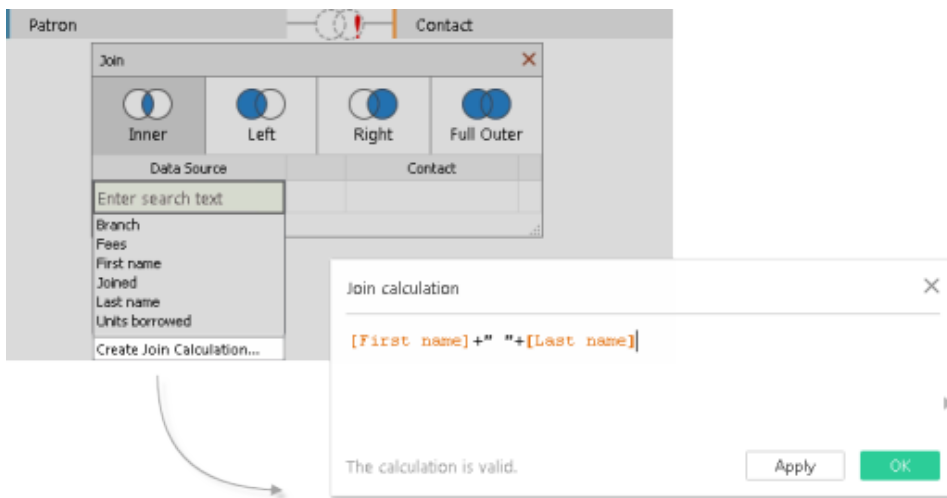 Patron Contact
Join
Inner Left Right Full Outer
Data Source Contact
Enter search text
Branch
Fees
First name
Joined
Last name
Units borrowed
Create Join Calculation...
Join calculation
[First name]+" "+[Last name]
The calculation is valid.
Apply OK